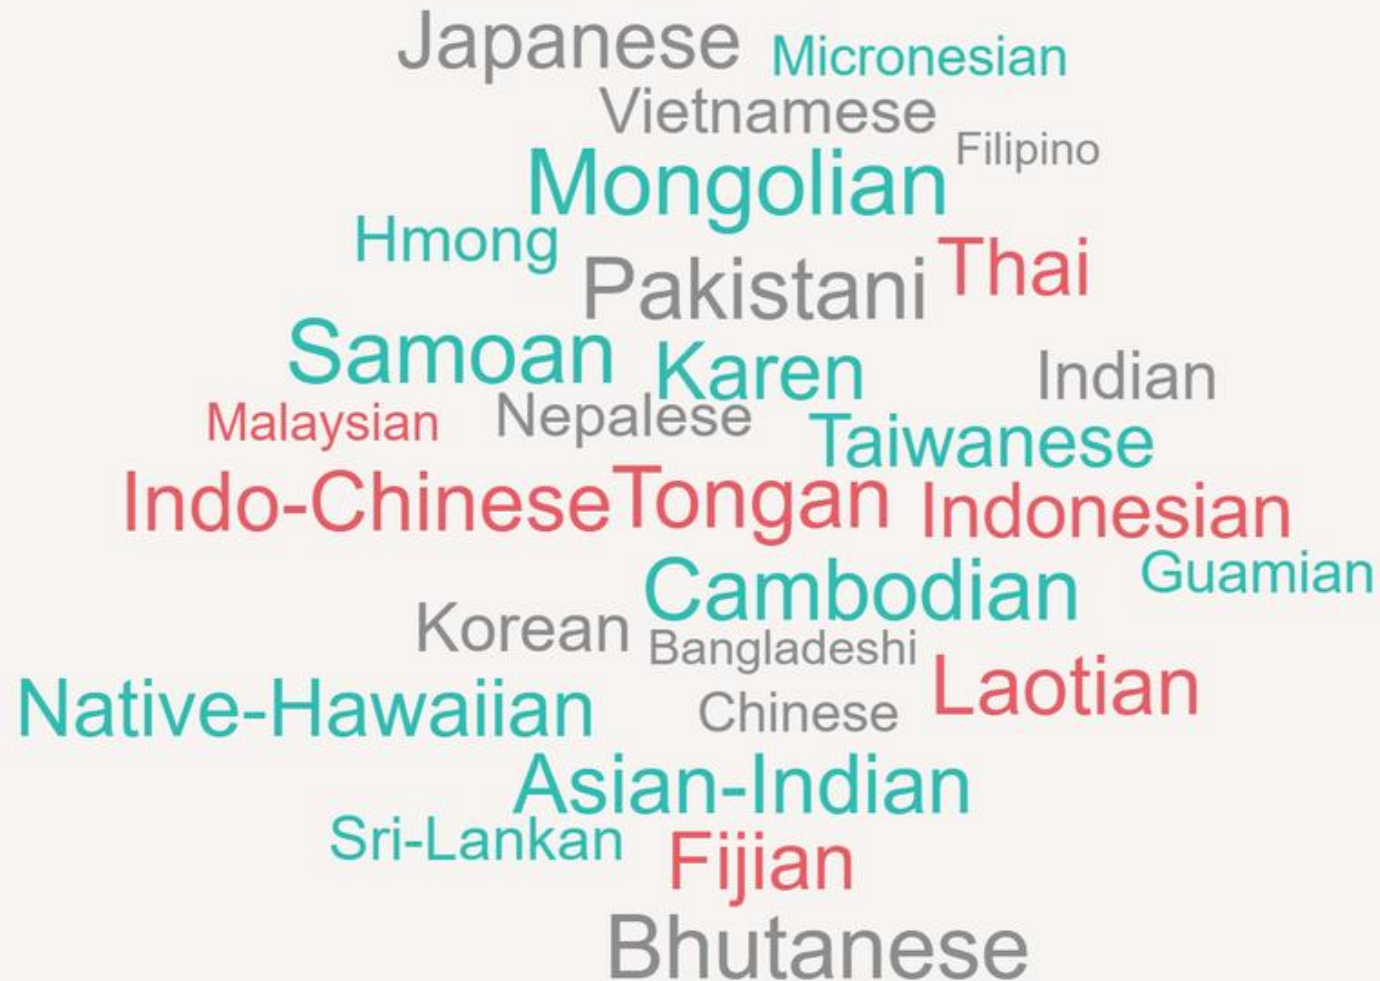 Japanese
Micronesian
Vietnamese
Filipino
Mongolian
Hmong
Thai
Pakistani
Samoan
Karen
Indian
Malaysian
Nepalese
Taiwanese
Indo-Chinese
Tongan
Indonesian
Cambodian
Guamian
Korean
Bangladeshi
Laotian
Native-Hawaiian
Chinese
Asian-Indian
Sri-Lankan
Fijian
Bhutanese